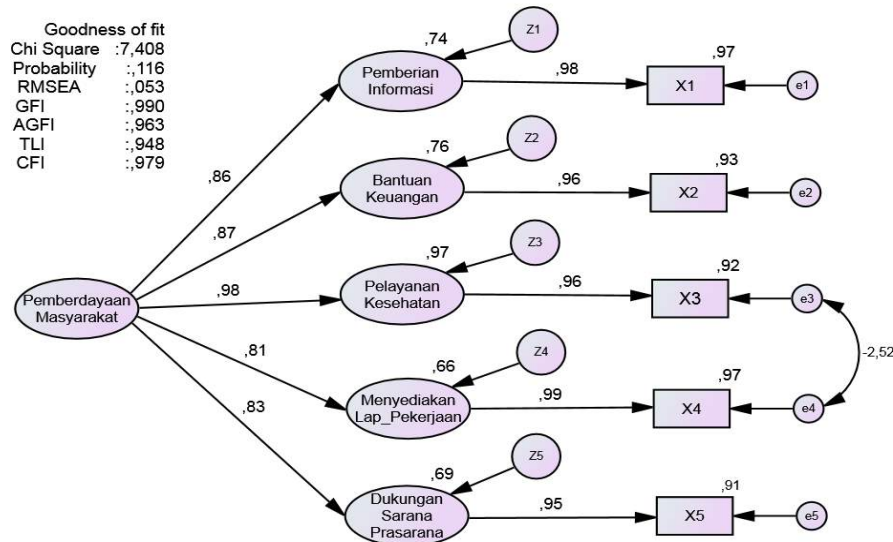 Goodness of fit
Chi Square :7,408
Probability :,116
RMSEA :,053
GFI :,990
AGFI :,963
TLI :,948
CFI :,979
,74
Z1
Pemberian
Informasi
,98
,97
X1
e1
,86
,76
Z2
Bantuan
Keuangan
,96
,93
X2
e2
,87
,97
Z3
Pelayanan
Kesehatan
,96
,92
X3
e3
Pemberdayaan
Masyarakat
,98
-2,52
,81
,66
Z4
Menyediakan
Lap_Pekerjaan
,99
,97
X4
e4
,83
,69
Z5
Dukungan
Sarana
Prasarana
,95
,91
X5
e5